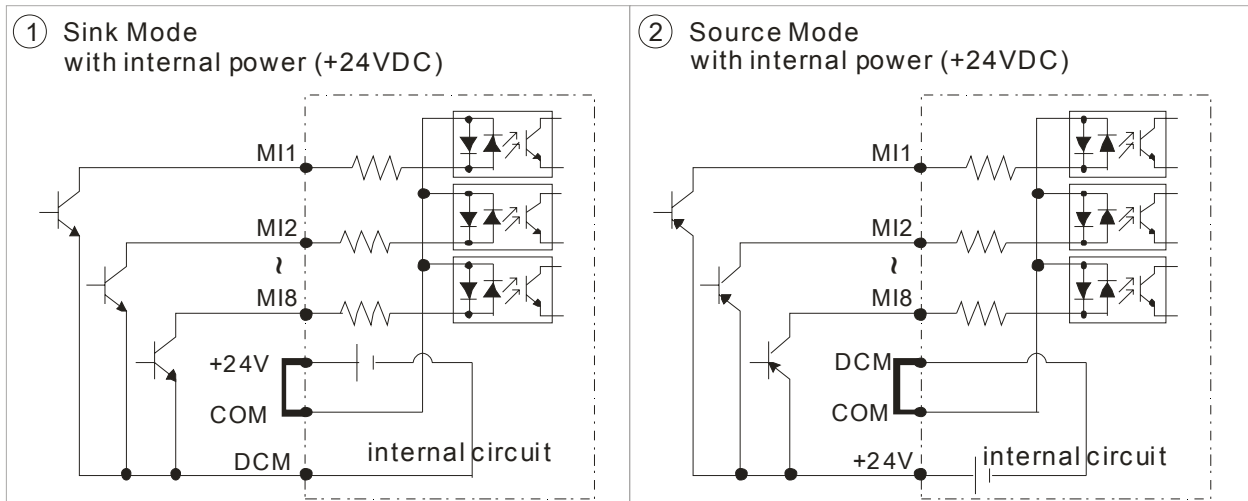 1 Sink Mode
with internal power (+24VDC)
MI1
MI2
~
MI8
+24V
COM
DCM
internal circuit
2 Source Mode
with internal power (+24VDC)
MI1
MI2
~
MI8
DCM
COM
+24V
internal circuit